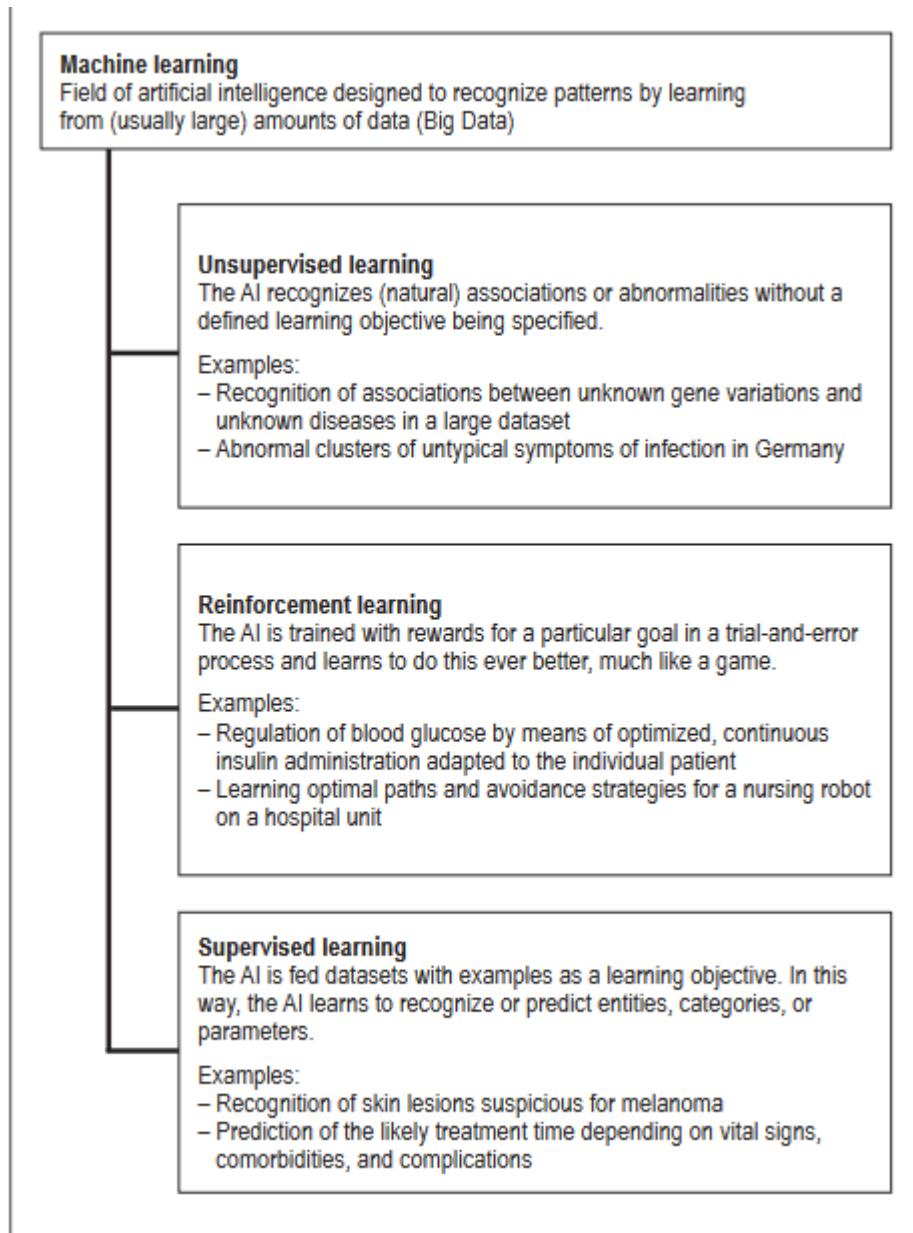 Machine learning
Field of artificial intelligence designed to recognize patterns by learning
from (usually large) amounts of data (Big Data)
Unsupervised learning
The AI recognizes (natural) associations or abnormalities without a
defined learning objective being specified.
Examples:
– Recognition of associations between unknown gene variations and
unknown diseases in a large dataset
– Abnormal clusters of untypical symptoms of infection in Germany
Reinforcement learning
The AI is trained with rewards for a particular goal in a trial-and-error
process and learns to do this ever better, much like a game.
Examples:
– Regulation of blood glucose by means of optimized, continuous
insulin administration adapted to the individual patient
– Learning optimal paths and avoidance strategies for a nursing robot
on a hospital unit
Supervised learning
The AI is fed datasets with examples as a learning objective. In this
way, the AI learns to recognize or predict entities, categories, or
parameters.
Examples:
– Recognition of skin lesions suspicious for melanoma
– Prediction of the likely treatment time depending on vital signs,
comorbidities, and complications